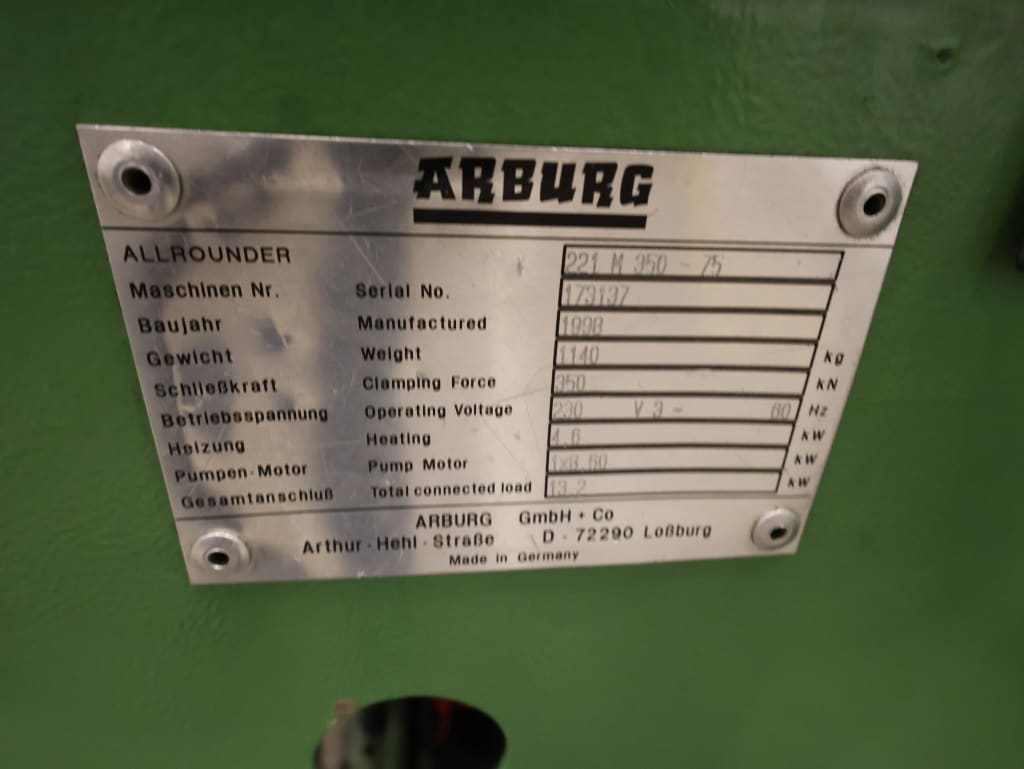 ARBURG
ALLROUNDER 221 M 350 - 75
Maschinen Nr. Serial No. 173137
Baujahr Manufactured 1998
Gewicht Weight 1140 kg
Schließkraft Clamping Force 350 kN
Betriebsspannung Operating Voltage 230 V 3~ 60 Hz
Heizung Heating 4.6 kW
Pumpen-Motor Pump Motor kW
Gesamtanschluß Total connected load 13.2 kW
ARBURG GmbH + Co
Arthur-Hehl-Straße D-72290 Loßburg
Made in Germany